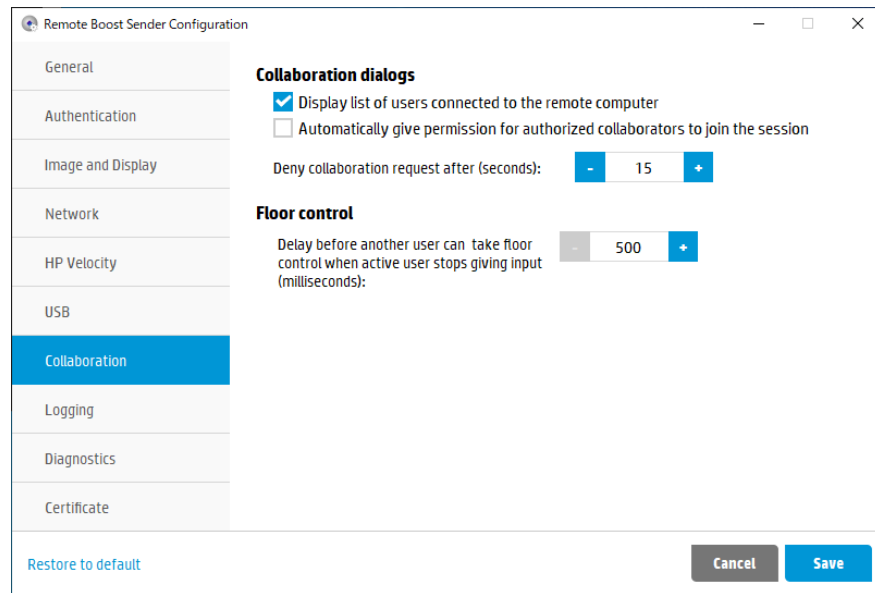 Remote Boost Sender Configuration
General
Authentication
Image and Display
Network
HP Velocity
USB
Collaboration
Logging
Diagnostics
Certificate
Collaboration dialogs
Display list of users connected to the remote computer
Automatically give permission for authorized collaborators to join the session
Deny collaboration request after (seconds): - 15 +
Floor control
Delay before another user can take floor
control when active user stops giving input
(milliseconds):
- 500 +
Restore to default
Cancel Save